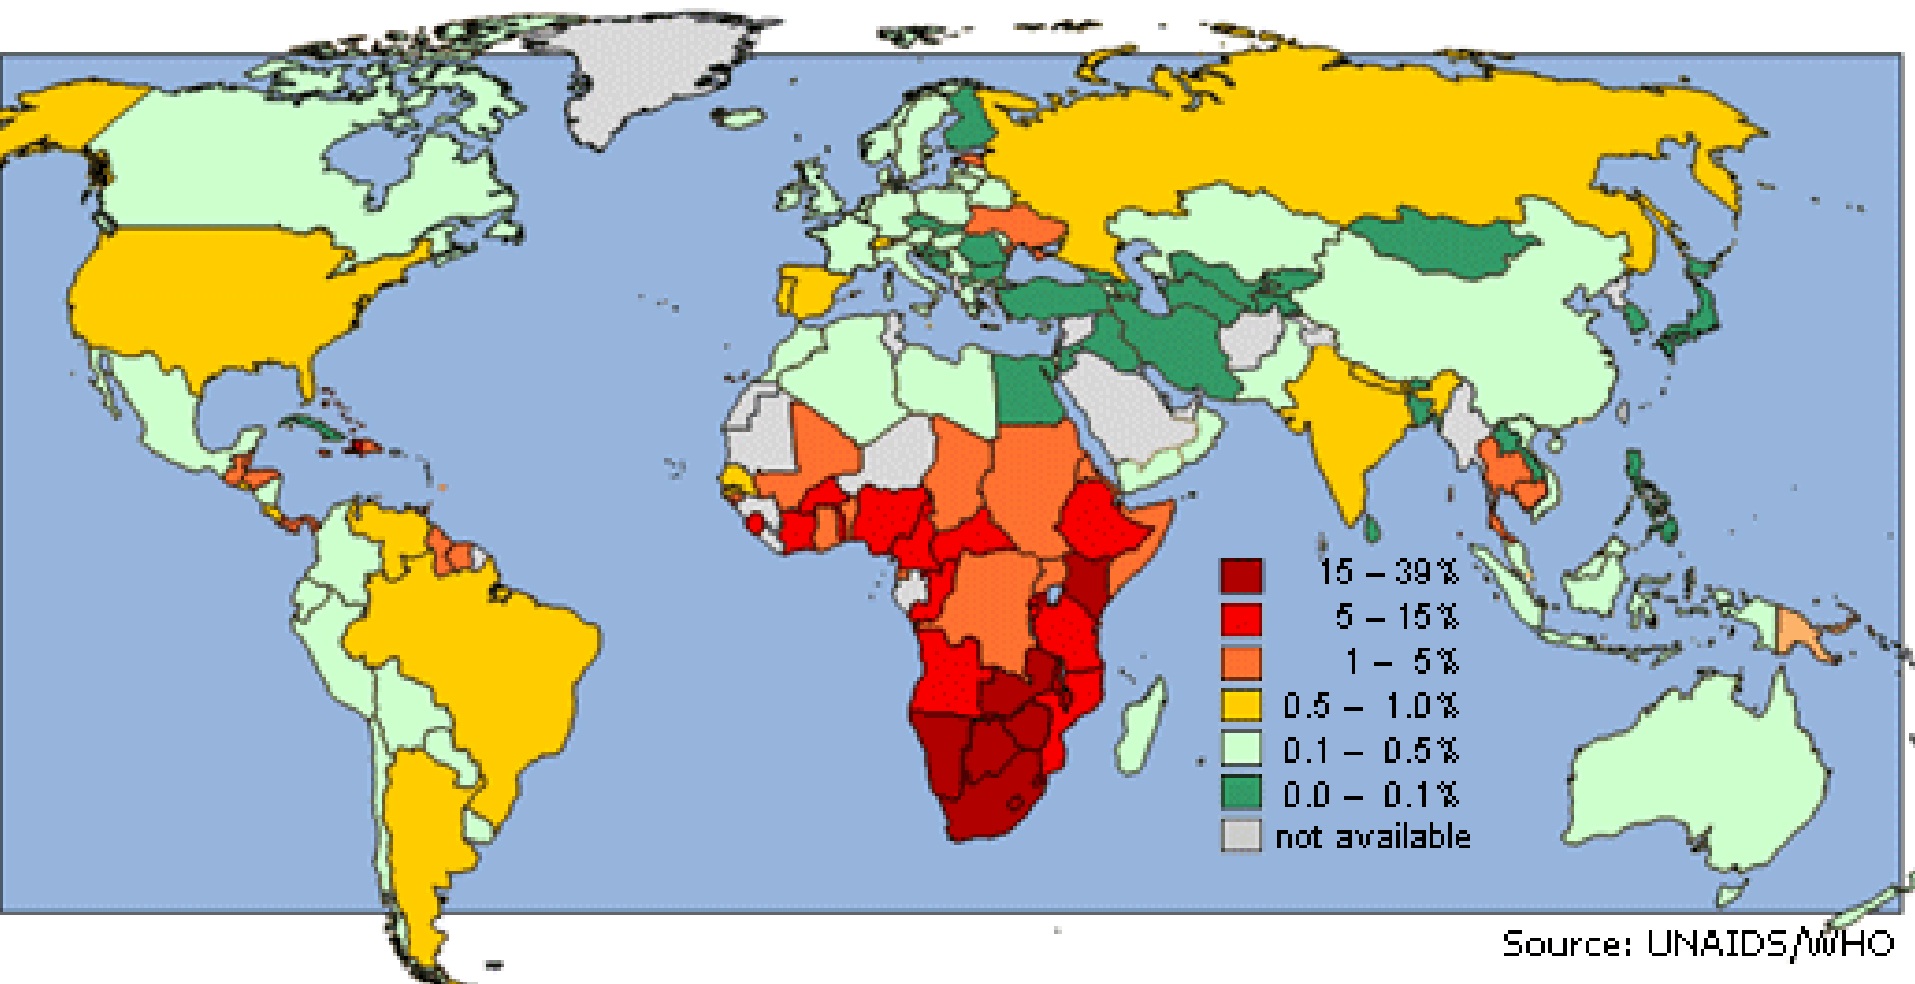 15 – 39%
5 – 15%
1 – 5%
0.5 – 1.0%
0.1 – 0.5%
0.0 – 0.1%
not available
Source: UNAIDS/WHO